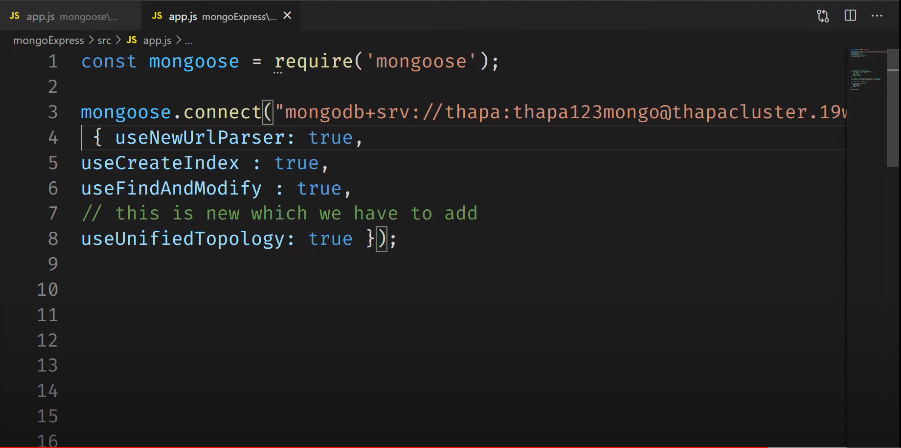 JS app.js mongoose\... JS app.js mongoExpress\... ×
mongoExpress > src > JS app.js > ...
1 const mongoose = require('mongoose');
2
3 mongoose.connect("mongodb+srv://thapa:thapa123mongo@thapacluster.19w
4 { useNewUrlParser: true,
5 useCreateIndex : true,
6 useFindAndModify : true,
7 // this is new which we have to add
8 useUnifiedTopology: true });
9
10
11
12
13
14
15
16